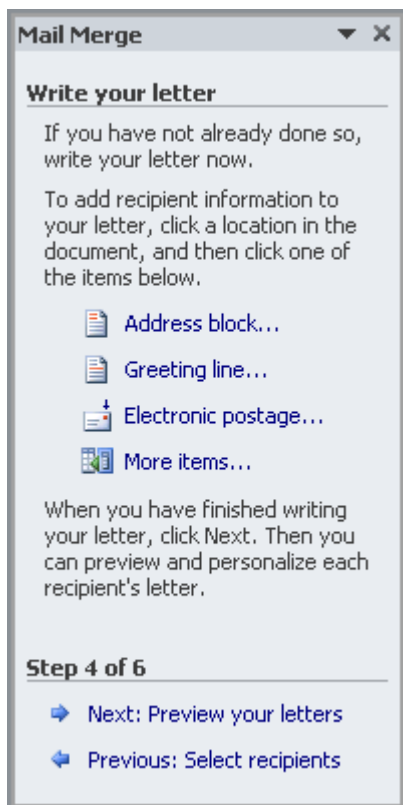 Mail Merge
Write your letter
If you have not already done so,
write your letter now.
To add recipient information to
your letter, click a location in the
document, and then click one of
the items below.
Address block...
Greeting line...
Electronic postage...
More items...
When you have finished writing
your letter, click Next. Then you
can preview and personalize each
recipient's letter.
Step 4 of 6
Next: Preview your letters
Previous: Select recipients